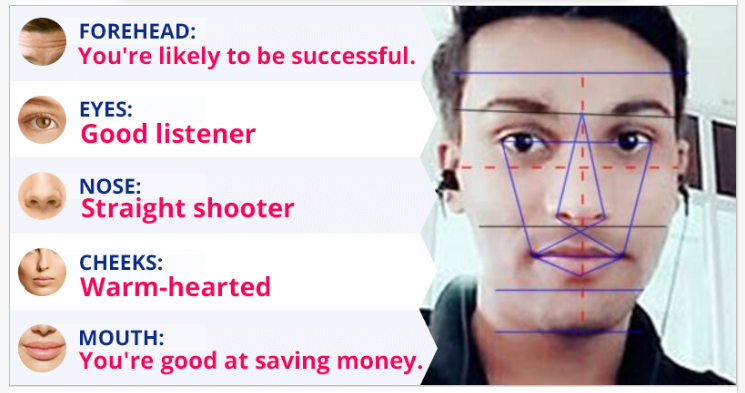 FOREHEAD:
You're likely to be successful.
EYES:
Good listener
NOSE:
Straight shooter
CHEEKS:
Warm-hearted
MOUTH:
You're good at saving money.